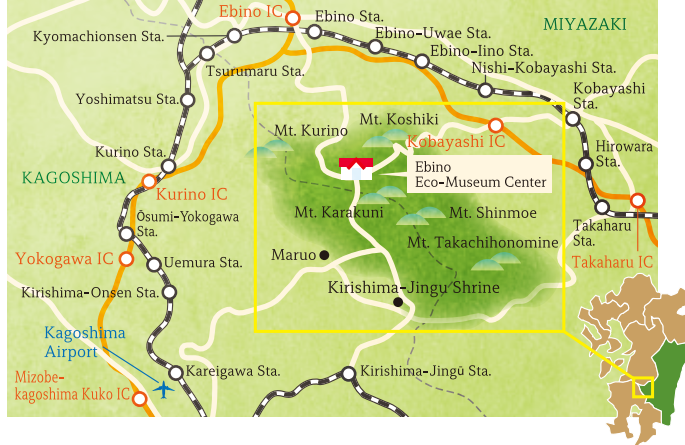 Ebino IC
Ebino Sta.
MIYAZAKI
Kyomachionsen Sta.
Ebino-Uwae Sta.
Ebino-Iino Sta.
Tsurumaru Sta.
Nishi-Kobayashi Sta.
Yoshimatsu Sta.
Kobayashi
Sta.
Mt. Koshiki
Mt. Kurino
Kobayashi IC
Kurino Sta.
Hirowara
Sta.
Ebino
Eco-Museum Center
KAGOSHIMA
Kurino IC
Mt. Karakuni
Mt. Shinmoe
Ōsumi-Yokogawa
Sta.
Takaharu
Sta.
Mt. Takachihonomine
Yokogawa IC
Uemura Sta.
Maruo
Takaharu IC
Kirishima-Onsen Sta.
Kirishima-Jingu Shrine
Kagoshima
Airport
Kareigawa Sta.
Kirishima-Jingū Sta.
Mizobe-
kagoshima Kuko IC